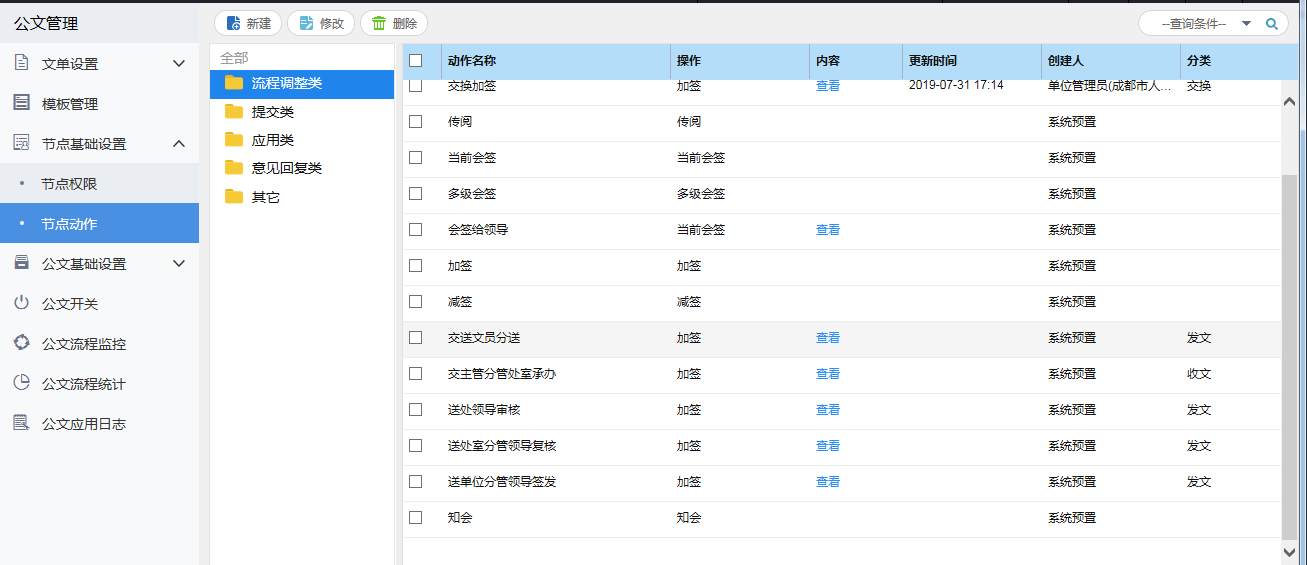 公文管理
文单设置
模板管理
节点基础设置
节点权限
节点动作
公文基础设置
公文开关
公文流程监控
公文流程统计
公文应用日志
新建 修改 删除 --查询条件--
全部
流程调整类
提交类
应用类
意见回复类
其它
动作名称 操作 内容 更新时间 创建人 分类
交换加签 加签 查看 2019-07-31 17:14 单位管理员(成都市人... 交换
传阅 传阅 系统预置
当前会签 当前会签 系统预置
多级会签 多级会签 系统预置
会签给领导 当前会签 查看 系统预置
加签 加签 系统预置
减签 减签 系统预置
交送文员分送 加签 查看 系统预置 发文
交主管分管处室承办 加签 查看 系统预置 收文
送处领导审核 加签 查看 系统预置 发文
送处室分管领导复核 加签 查看 系统预置 发文
送单位分管领导签发 加签 查看 系统预置 发文
知会 知会 系统预置